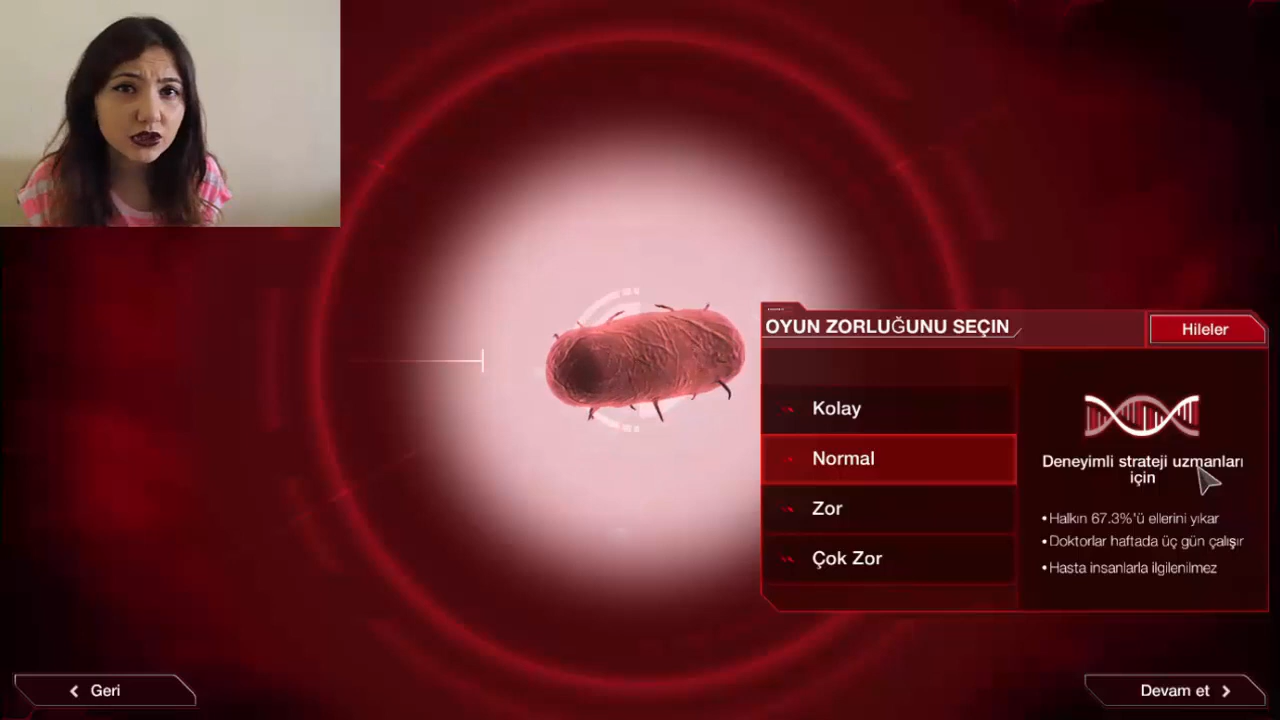 OYUN ZORLUĞUNU SEÇIN
Hileler
Kolay
Normal
Zor
Çok Zor
Deneyimli strateji uzmanları
için
•Halkın 67.3%'ü ellerini yıkar
•Doktorlar haftada üç gün çalışır
•Hasta insanlarla ilgilenilmez
Geri
Devam et